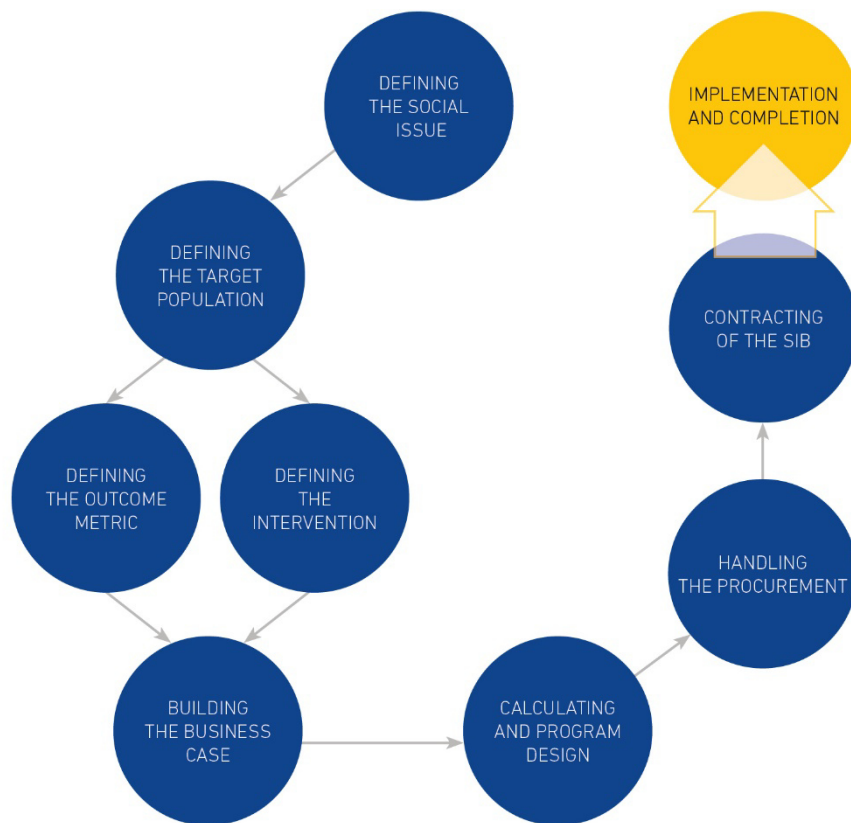 DEFINING
THE SOCIAL
ISSUE
DEFINING
THE TARGET
POPULATION
DEFINING
THE OUTCOME
METRIC
DEFINING
THE
INTERVENTION
BUILDING
THE BUSINESS
CASE
CALCULATING
AND PROGRAM
DESIGN
HANDLING
THE PROCUREMENT
CONTRACTING
OF THE SIB
IMPLEMENTATION
AND COMPLETION